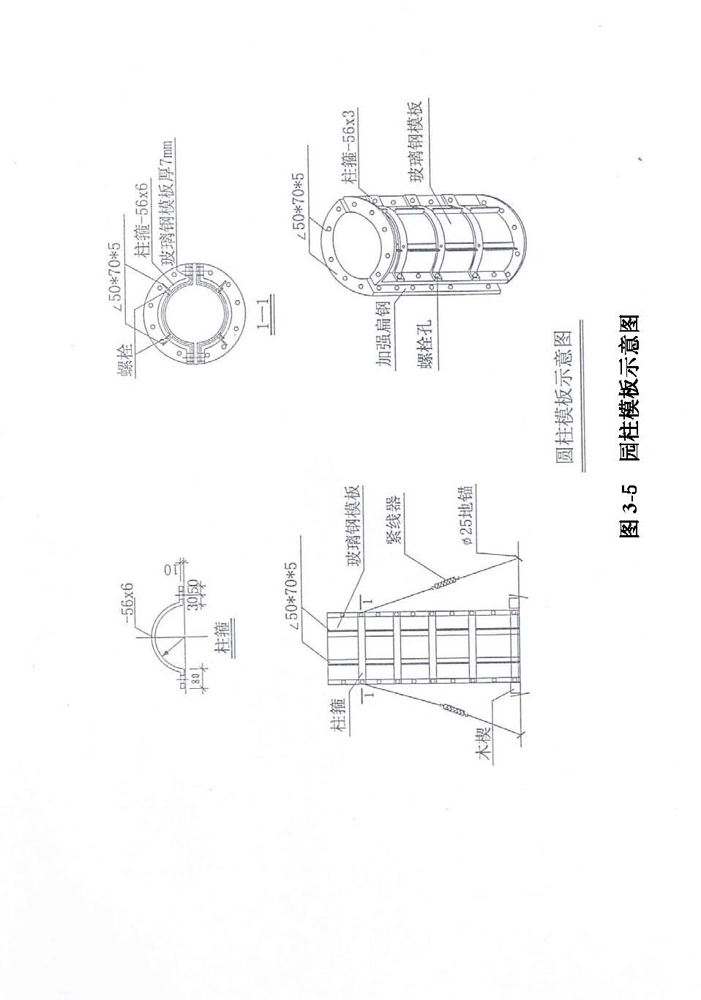 -56x6
10
80
30
50
柱箍
∠50*70*5
玻璃钢模板
柱箍
1
1
紧线器
ø25地锚
木楔
螺栓
∠50*70*5
柱箍-56x6
玻璃钢模板厚7mm
1—1
∠50*70*5
柱箍-56x3
玻璃钢模板
加强扁钢
螺栓孔
圆柱模板示意图
图 3-5 园柱模板示意图